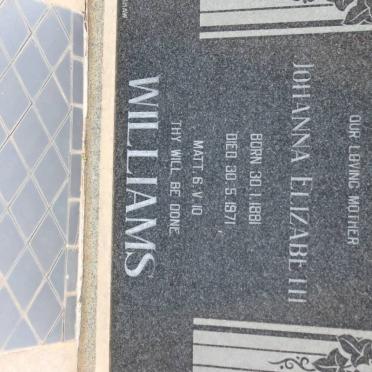 OUR LOVING MOTHER
JOHANNA ELIZABETH
BORN 30.1.1881
DIED 30.5.1971
MATT. 6 V. 10
THY WILL BE DONE.
WILLIAMS